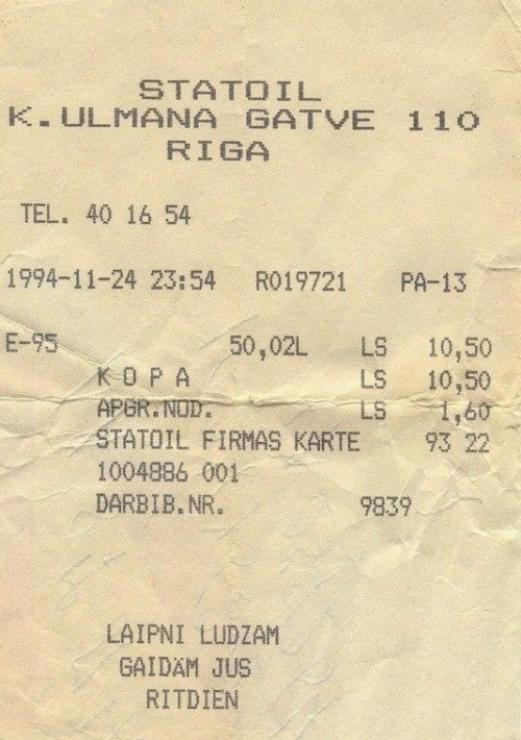 STATOIL
K.ULMANA GATVE 110
RIGA
TEL. 40 16 54
1994-11-24 23:54 R019721 PA-13
E-95 50,02L LS 10,50
K O P A LS 10,50
APGR.NOD. LS 1,60
STATOIL FIRMAS KARTE 93 22
1004886 001
DARBIB.NR. 9839
LAIPNI LUDZAM
GAIDĀM JUS
RITDIEN